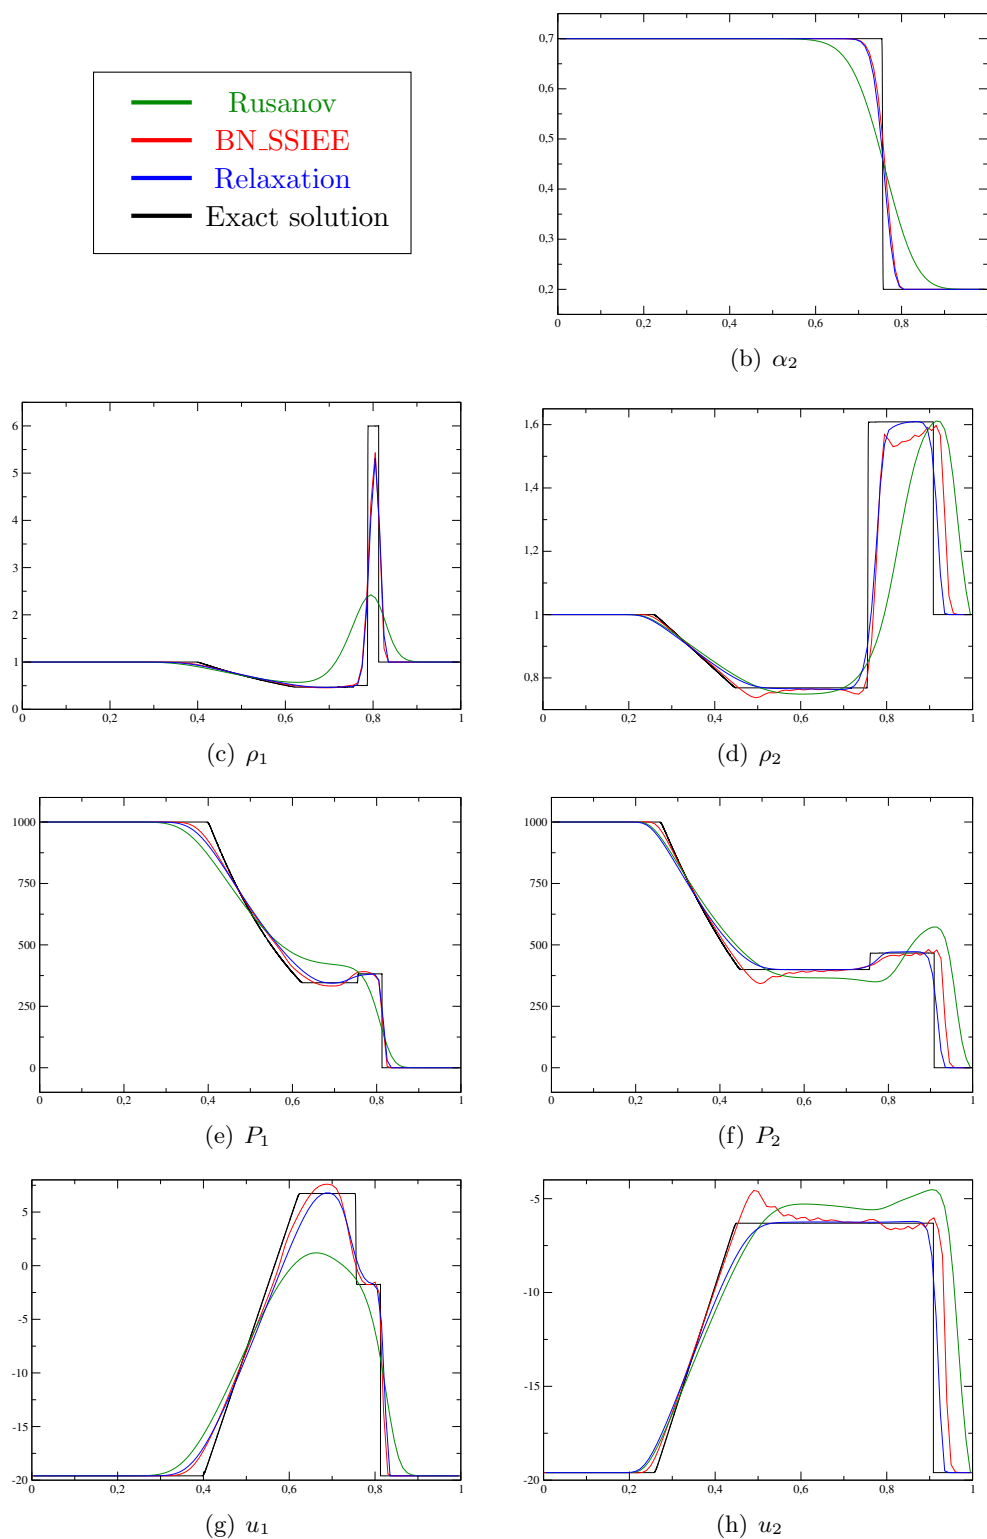 Rusanov
BN_SSIEE
Relaxation
Exact solution
0,7
0,6
0,5
0,4
0,3
0,2
0 0,2 0,4 0,6 0,8 1
(b) α₂
6
5
4
3
2
1
0
0 0,2 0,4 0,6 0,8 1
(c) ρ₁
1,6
1,4
1,2
1
0,8
0 0,2 0,4 0,6 0,8 1
(d) ρ₂
1000
750
500
250
0
0 0,2 0,4 0,6 0,8 1
(e) P₁
1000
750
500
250
0
0 0,2 0,4 0,6 0,8 1
(f) P₂
5
0
-5
-10
-15
-20
0 0,2 0,4 0,6 0,8 1
(g) u₁
-5
-10
-15
-20
0 0,2 0,4 0,6 0,8 1
(h) u₂